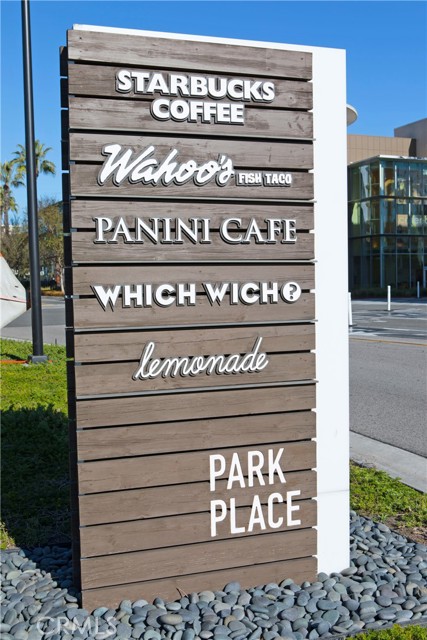 STARBUCKS
COFFEE
Wahoo's FISH TACO
PANINI CAFE
WHICH WICH?
lemonade
PARK
PLACE
CRMLS